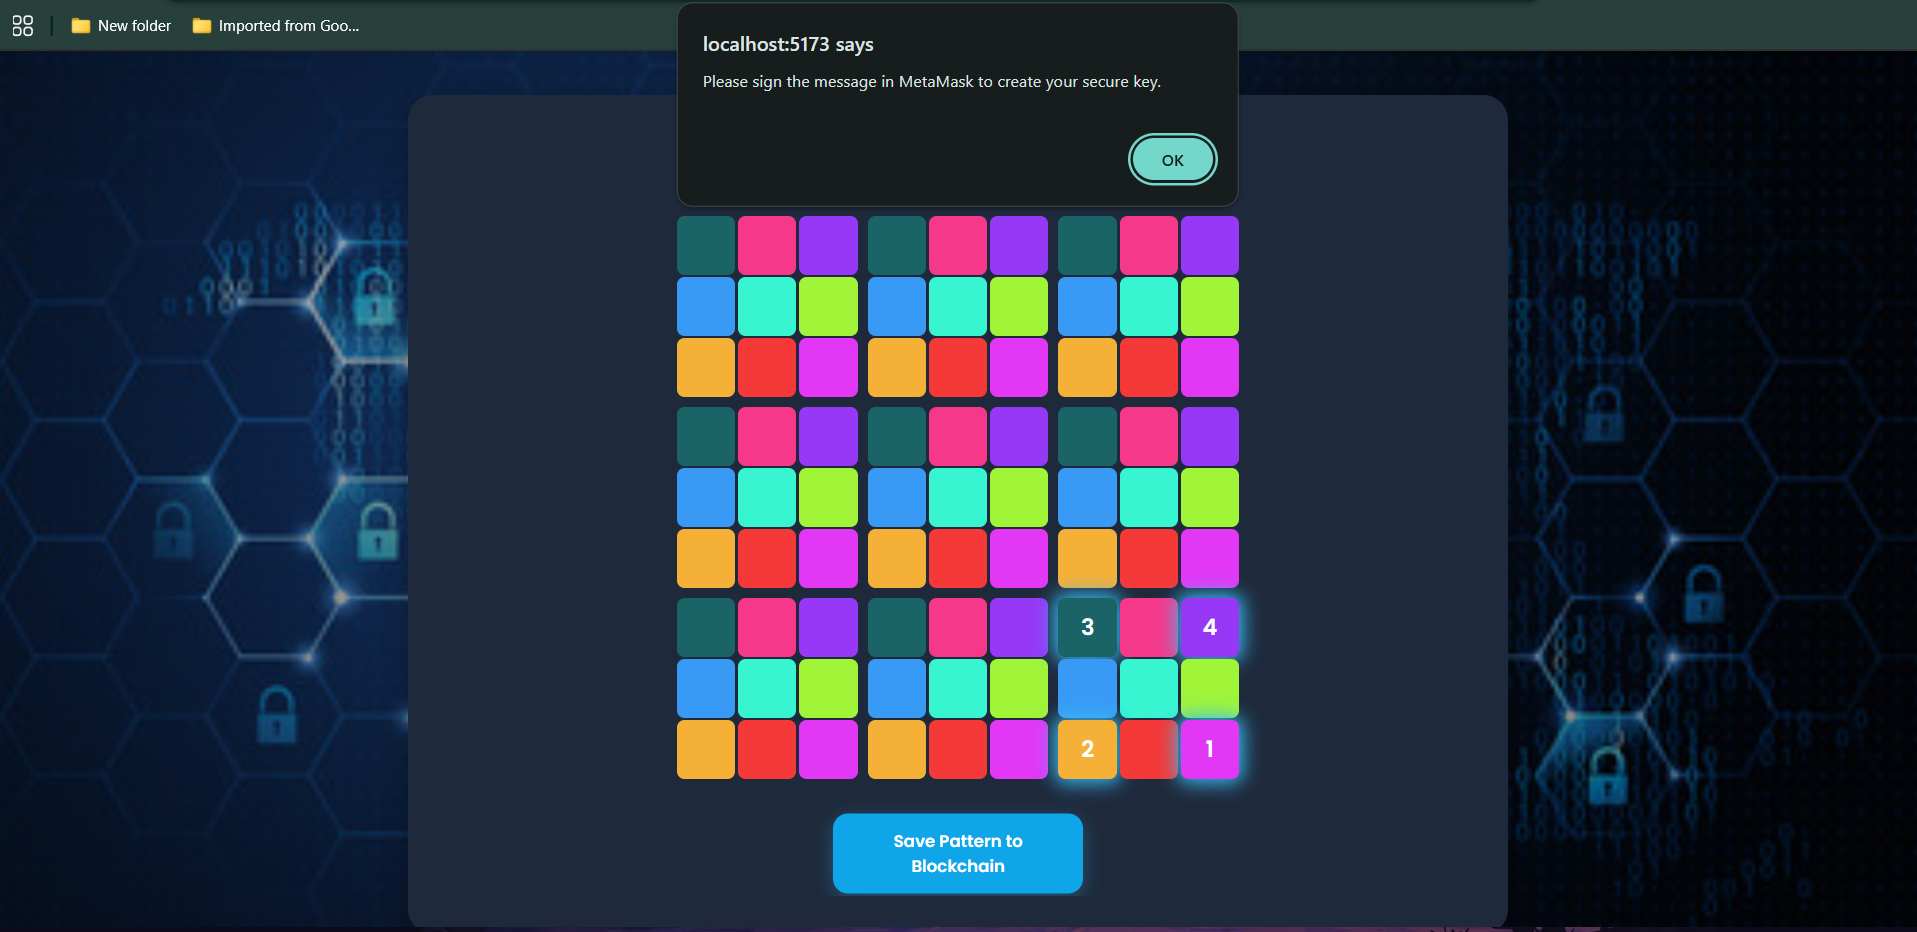 New folder
Imported from Goo...
localhost:5173 says
Please sign the message in MetaMask to create your secure key.
OK
3
4
2
1
Save Pattern to
Blockchain